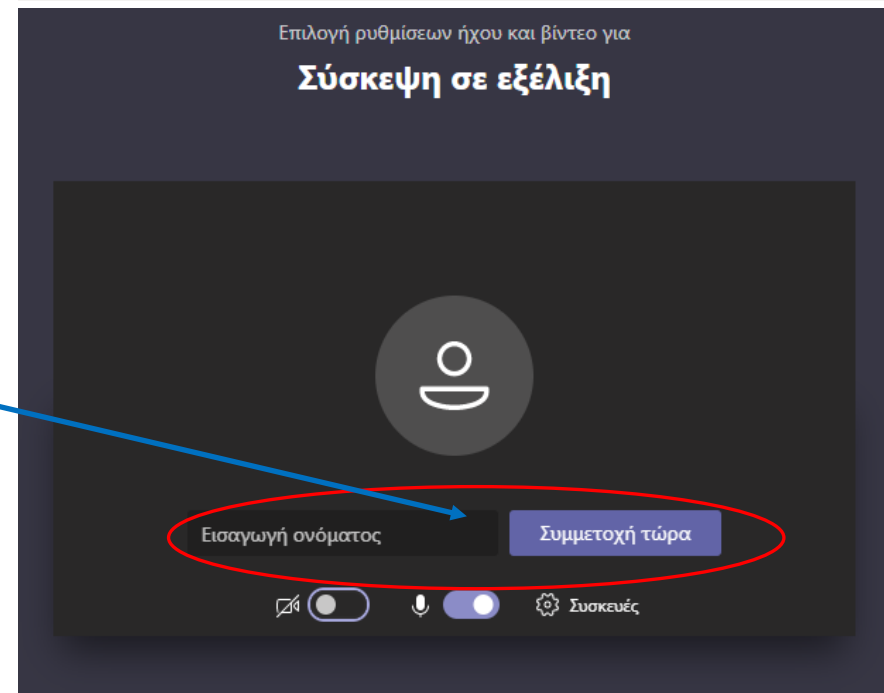 Επιλογή ρυθμίσεων ήχου και βίντεο για
Σύσκεψη σε εξέλιξη
Εισαγωγή ονόματος
Συμμετοχή τώρα
Συσκευές